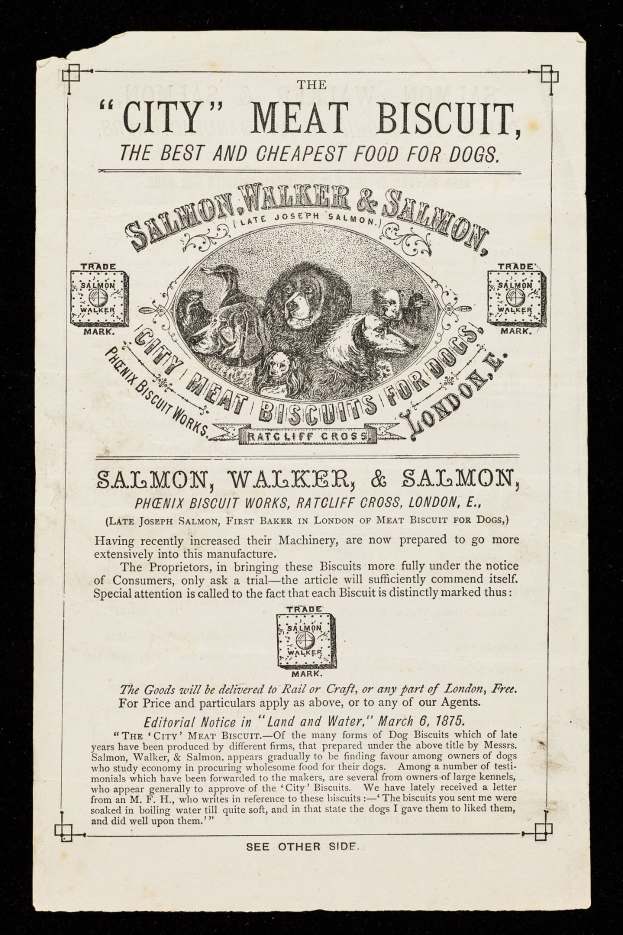 THE
“CITY” MEAT BISCUIT,
THE BEST AND CHEAPEST FOOD FOR DOGS.
SALMON, WALKER & SALMON,
(LATE JOSEPH SALMON.)
TRADE
SALMON
WALKER
MARK.
TRADE
SALMON
WALKER
MARK.
CITY MEAT BISCUITS FOR DOGS,
PHŒNIX BISCUIT WORKS.
RATCLIFF CROSS,
LONDON, E.
SALMON, WALKER, & SALMON,
PHŒNIX BISCUIT WORKS, RATCLIFF CROSS, LONDON, E.,
(LATE JOSEPH SALMON, FIRST BAKER IN LONDON OF MEAT BISCUIT FOR DOGS,)
Having recently increased their Machinery, are now prepared to go more
extensively into this manufacture.
The Proprietors, in bringing these Biscuits more fully under the notice
of Consumers, only ask a trial—the article will sufficiently commend itself.
Special attention is called to the fact that each Biscuit is distinctly marked thus:
TRADE
SALMON
WALKER
MARK.
The Goods will be delivered to Rail or Craft, or any part of London, Free.
For Price and particulars apply as above, or to any of our Agents.
Editorial Notice in “Land and Water,” March 6, 1875.
“THE ‘CITY’ MEAT BISCUIT.—Of the many forms of Dog Biscuits which of late
years have been produced by different firms, that prepared under the above title by Messrs.
Salmon, Walker, & Salmon, appears gradually to be finding favour among owners of dogs
who study economy in procuring wholesome food for their dogs. Among a number of testi-
monials which have been forwarded to the makers, are several from owners of large kennels,
who appear generally to approve of the ‘City’ Biscuits. We have lately received a letter
from an M. F. H., who writes in reference to these biscuits:—‘The biscuits you sent me were
soaked in boiling water till quite soft, and in that state the dogs I gave them to liked them,
and did well upon them.’”
SEE OTHER SIDE.